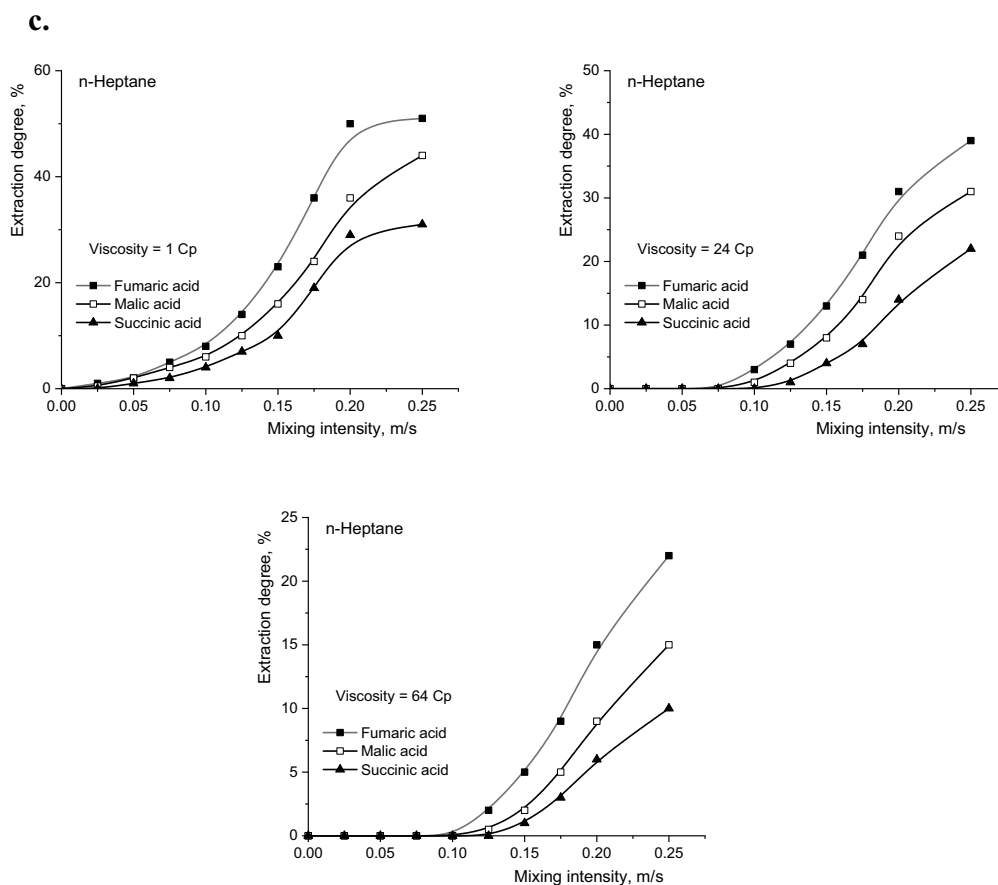 c.
n-Heptane
Extraction degree, %
60
40
20
0
Viscosity = 1 Cp
Fumaric acid
Malic acid
Succinic acid
0.00 0.05 0.10 0.15 0.20 0.25
Mixing intensity, m/s
n-Heptane
Extraction degree, %
50
40
30
20
10
0
Viscosity = 24 Cp
Fumaric acid
Malic acid
Succinic acid
0.00 0.05 0.10 0.15 0.20 0.25
Mixing intensity, m/s
n-Heptane
Extraction degree, %
25
20
15
10
5
0
Viscosity = 64 Cp
Fumaric acid
Malic acid
Succinic acid
0.00 0.05 0.10 0.15 0.20 0.25
Mixing intensity, m/s